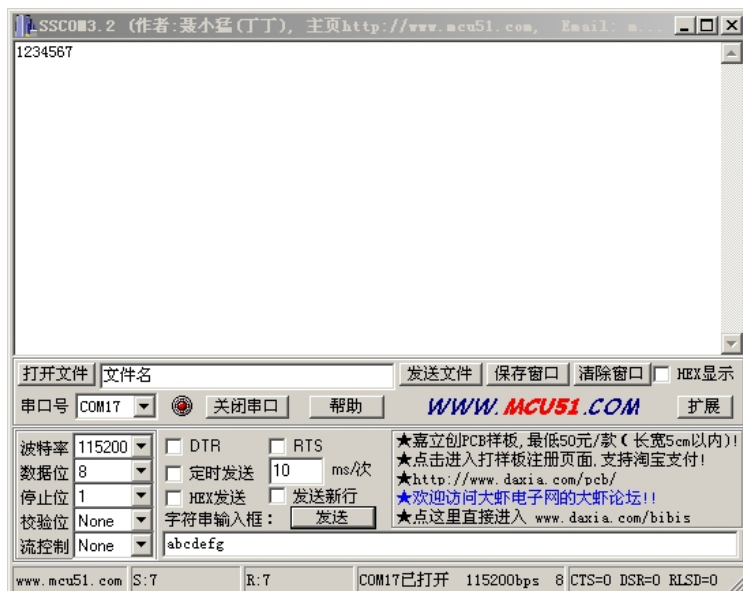 SSCOM3.2 (作者:聂小猛(丁丁), 主页http://www.mcu51.com, Email: m...
1234567
打开文件 文件名 发送文件 保存窗口 清除窗口 HEX显示
串口号 COM17 关闭串口 帮助 WWW.MCU51.COM 扩展
波特率 115200 DTR RTS
数据位 8 定时发送 10 ms/次
停止位 1 HEX发送 发送新行
校验位 None 字符串输入框: 发送
流控制 None abcdefg
★嘉立创PCB样板,最低50元/款(长宽5cm以内)!
★点击进入打样板注册页面.支持淘宝支付!
★http://www.daxia.com/pcb/
★欢迎访问大虾电子网的大虾论坛!!
★点这里直接进入 www.daxia.com/bibis
www.mcu51.com S:7 R:7 COM17已打开 115200bps 8 CTS=0 DSR=0 RLSD=0